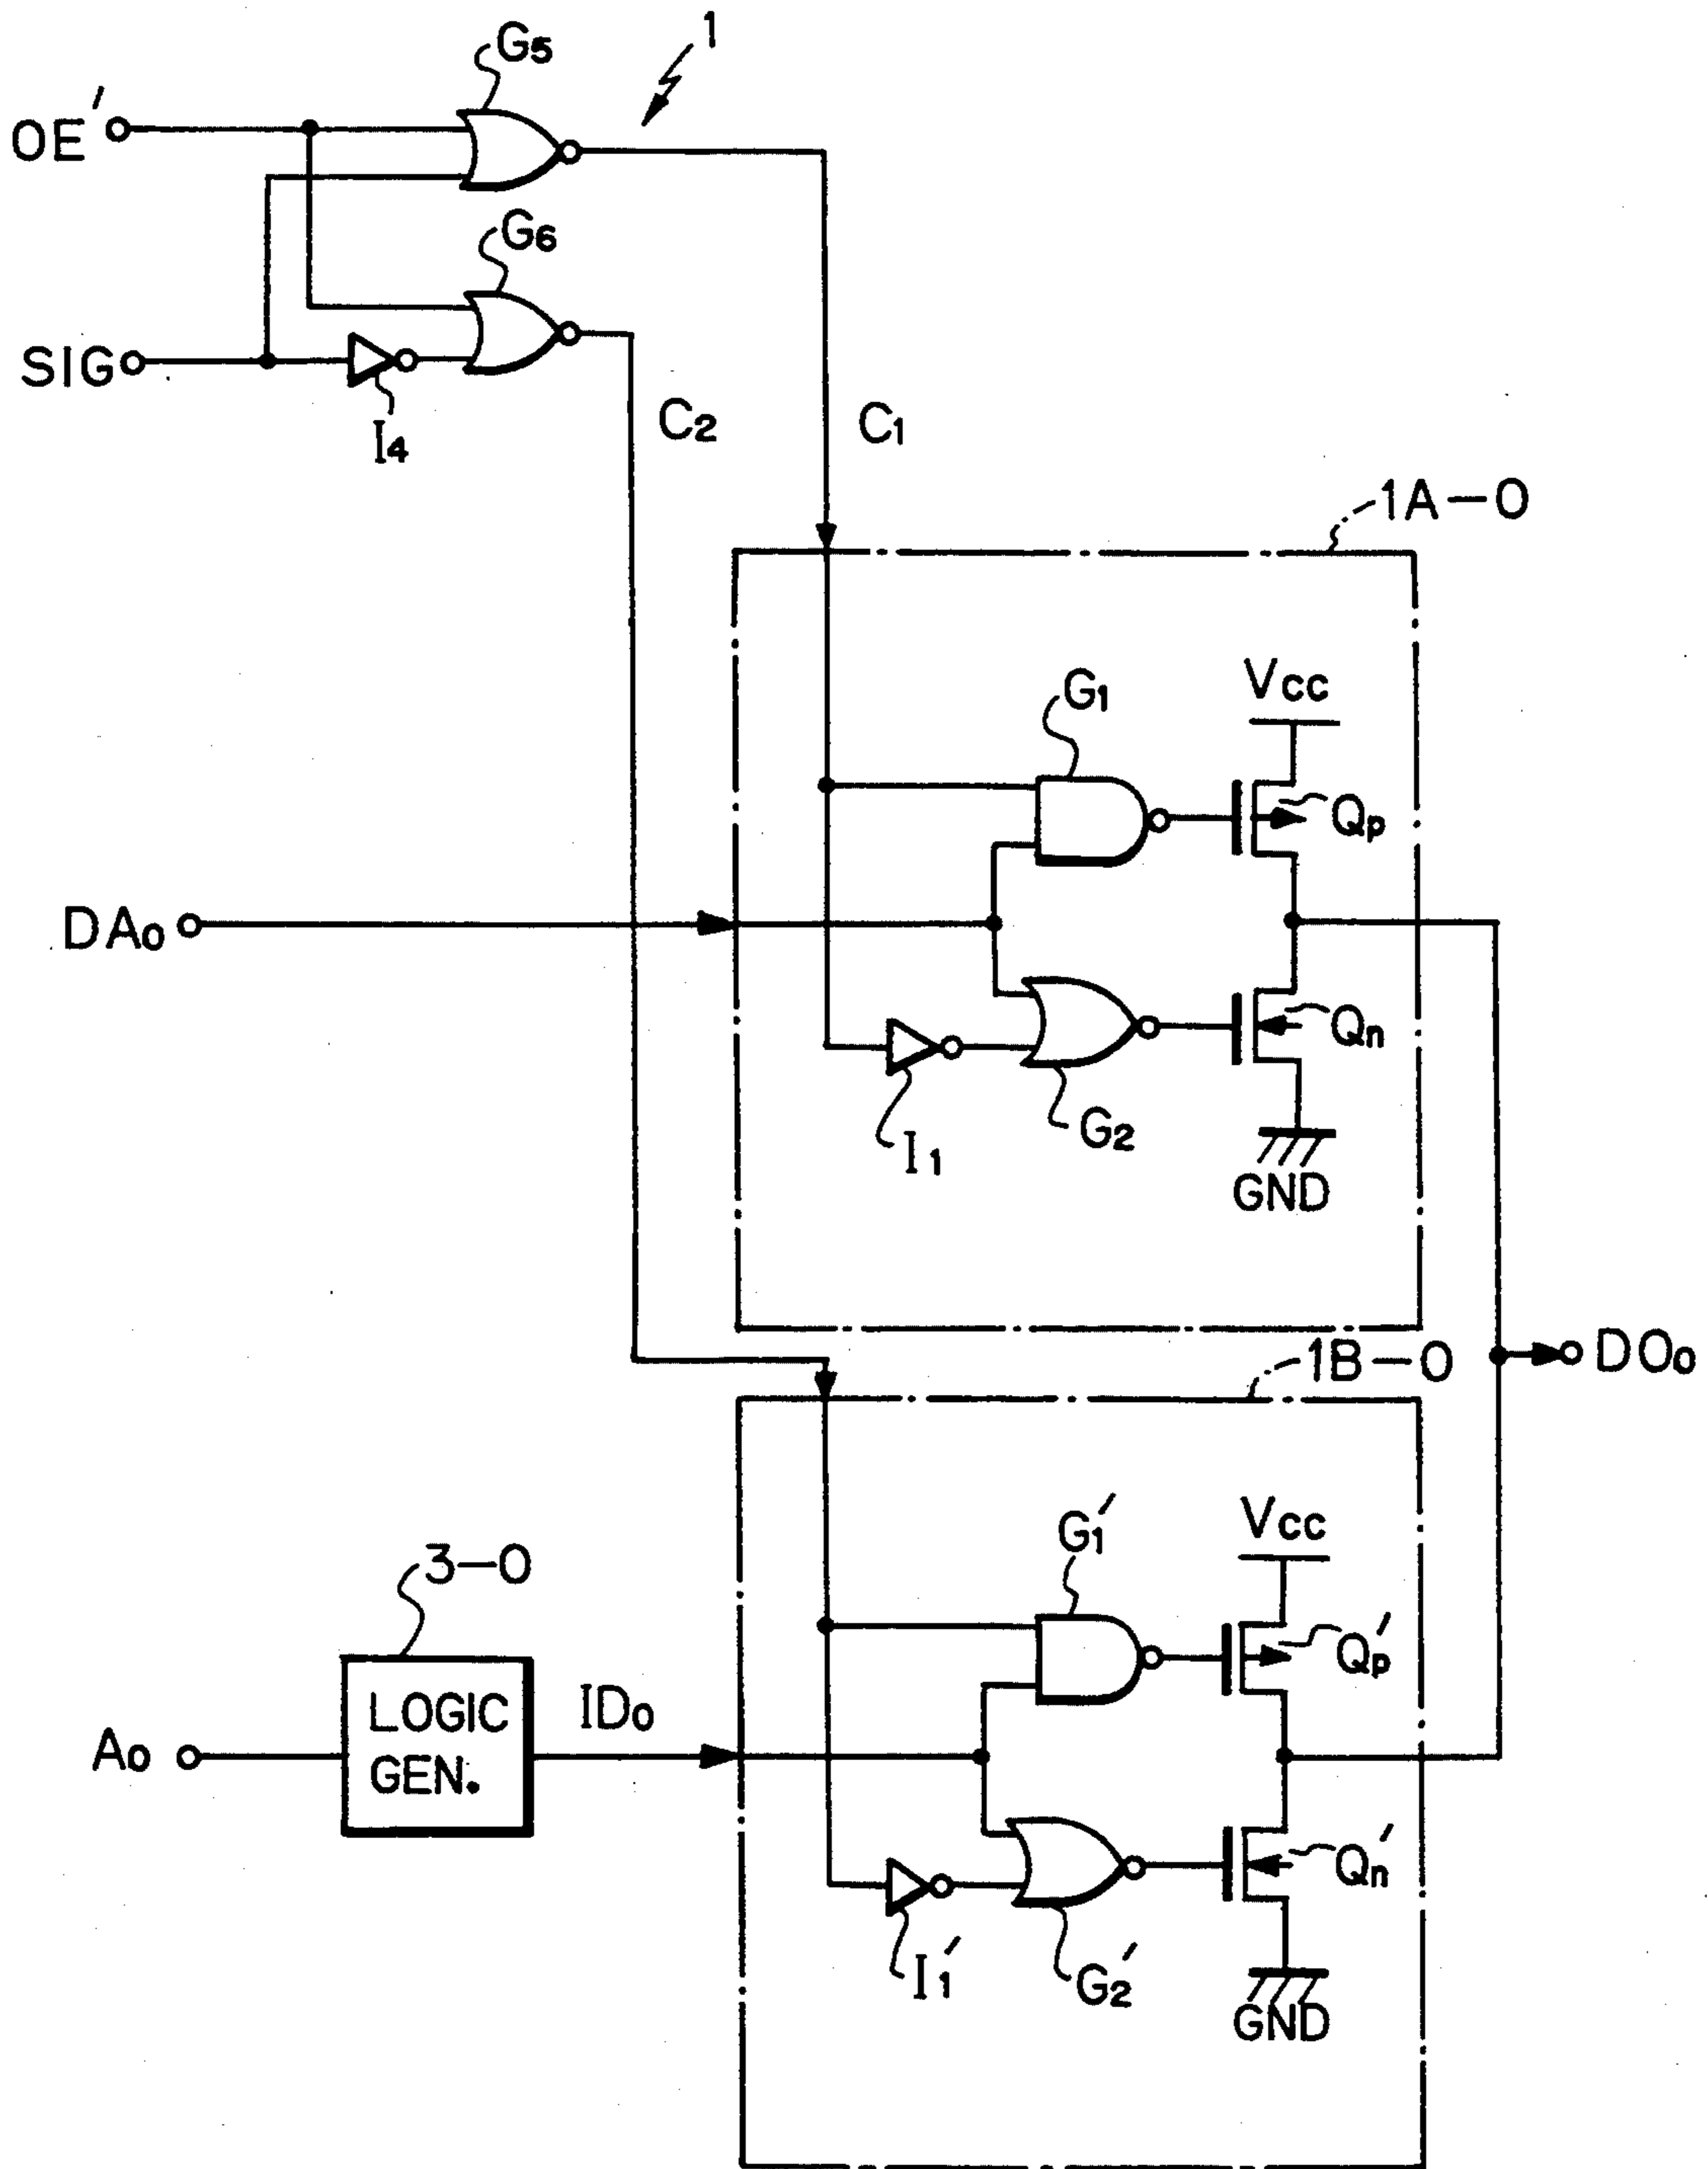 G5
1
OE'
G6
SIG
I4
C2
C1
1A-0
Vcc
G1
Qp
DA0
Qn
I1
G2
GND
DO0
1B-0
Vcc
G1'
3-0
Qp'
LOGIC
GEN.
ID0
A0
Qn'
I1'
G2'
GND